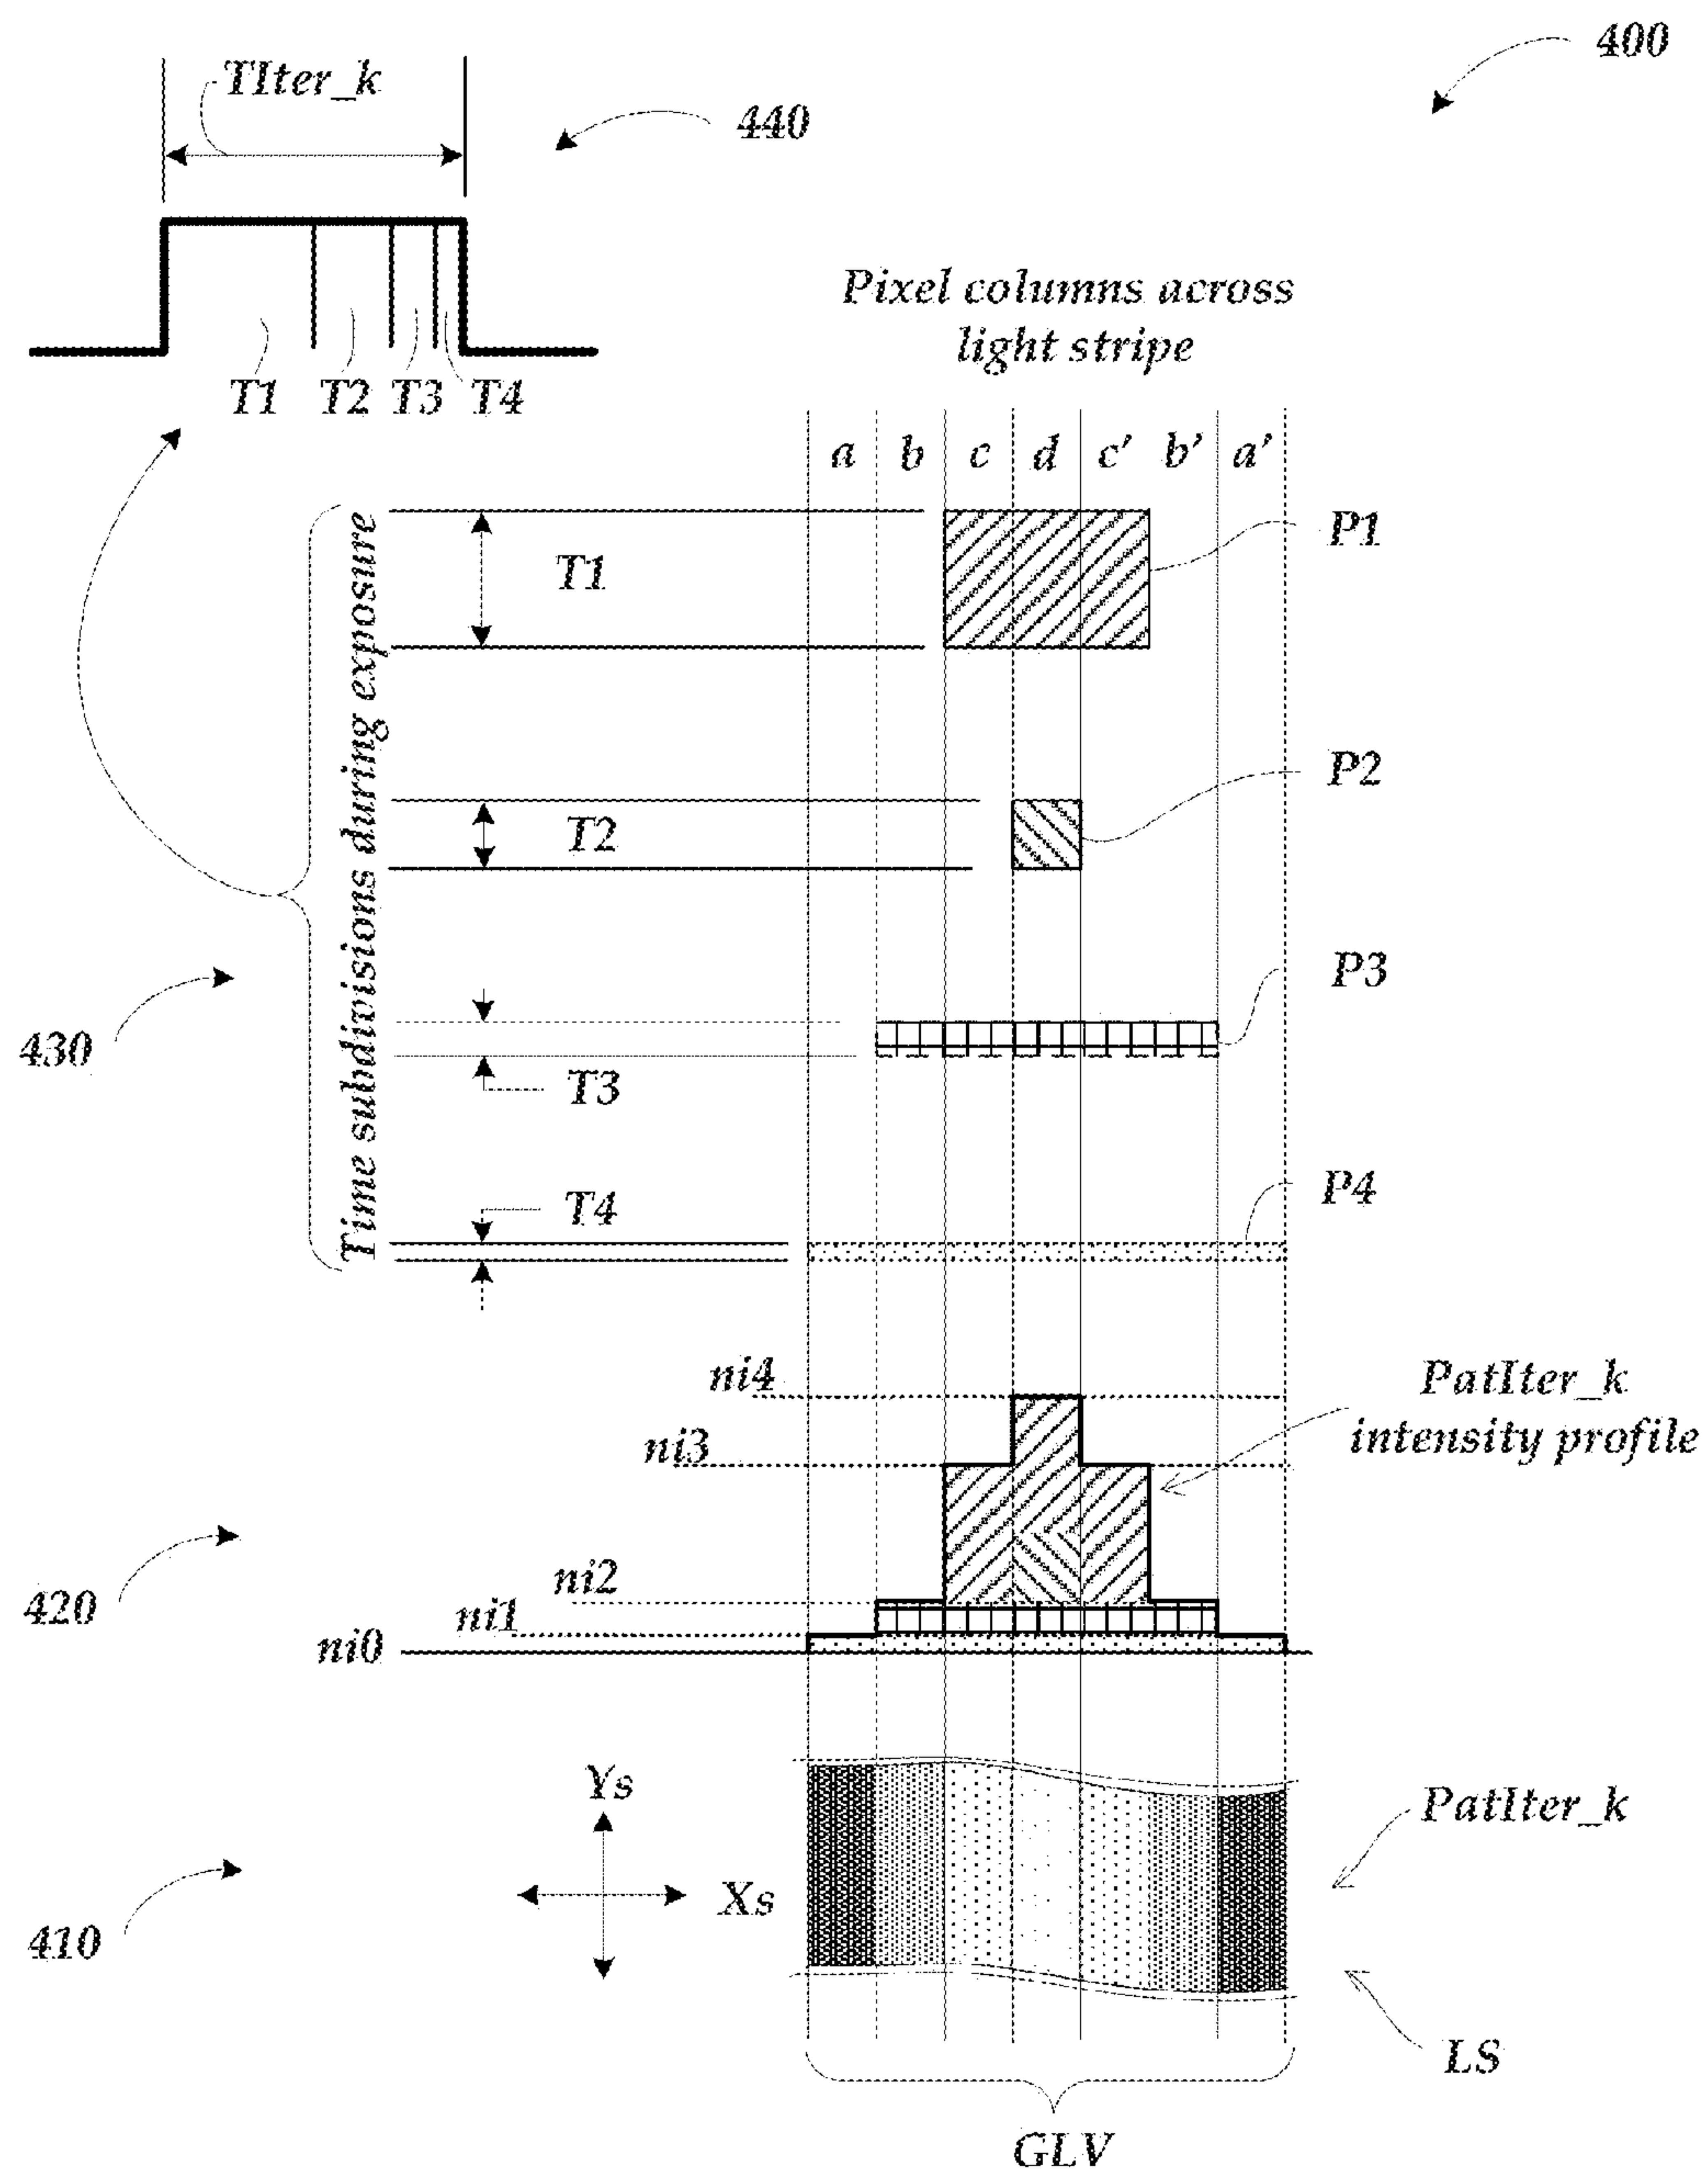 400
TIter_k
440
T1 T2 T3 T4
Pixel columns across
light stripe
a b c d c' b' a'
Time subdivisions during exposure
T1
P1
T2
P2
T3
P3
T4
P4
430
ni4
ni3
ni2
ni1
ni0
PatIter_k
intensity profile
420
Ys
Xs
PatIter_k
410
LS
GLV